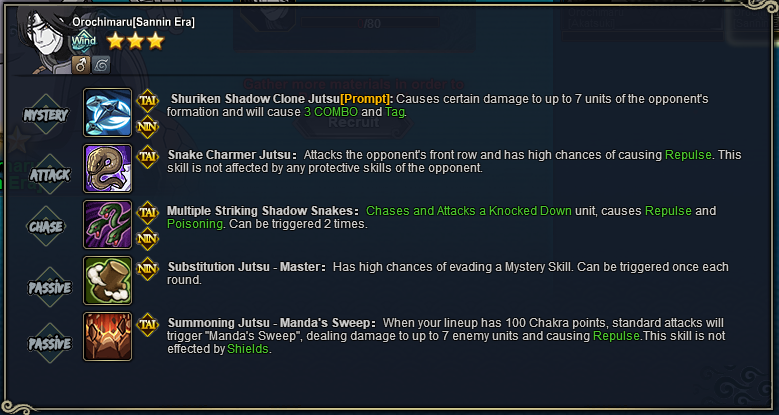 Orochimaru[Sannin Era]
Wind
/80
Gather more materials in order to
Recruit
MYSTERY
TAI
NIN
Shuriken Shadow Clone Jutsu[Prompt]: Causes certain damage to up to 7 units of the opponent's
formation and will cause 3 COMBO and Tag.
ATTACK
TAI
Snake Charmer Jutsu: Attacks the opponent's front row and has high chances of causing Repulse. This
skill is not affected by any protective skills of the opponent.
CHASE
TAI
NIN
Multiple Striking Shadow Snakes: Chases and Attacks a Knocked Down unit, causes Repulse and
Poisoning. Can be triggered 2 times.
PASSIVE
NIN
Substitution Jutsu - Master: Has high chances of evading a Mystery Skill. Can be triggered once each
round.
PASSIVE
TAI
Summoning Jutsu - Manda's Sweep: When your lineup has 100 Chakra points, standard attacks will
trigger "Manda's Sweep", dealing damage to up to 7 enemy units and causing Repulse.This skill is not
effected by Shields.